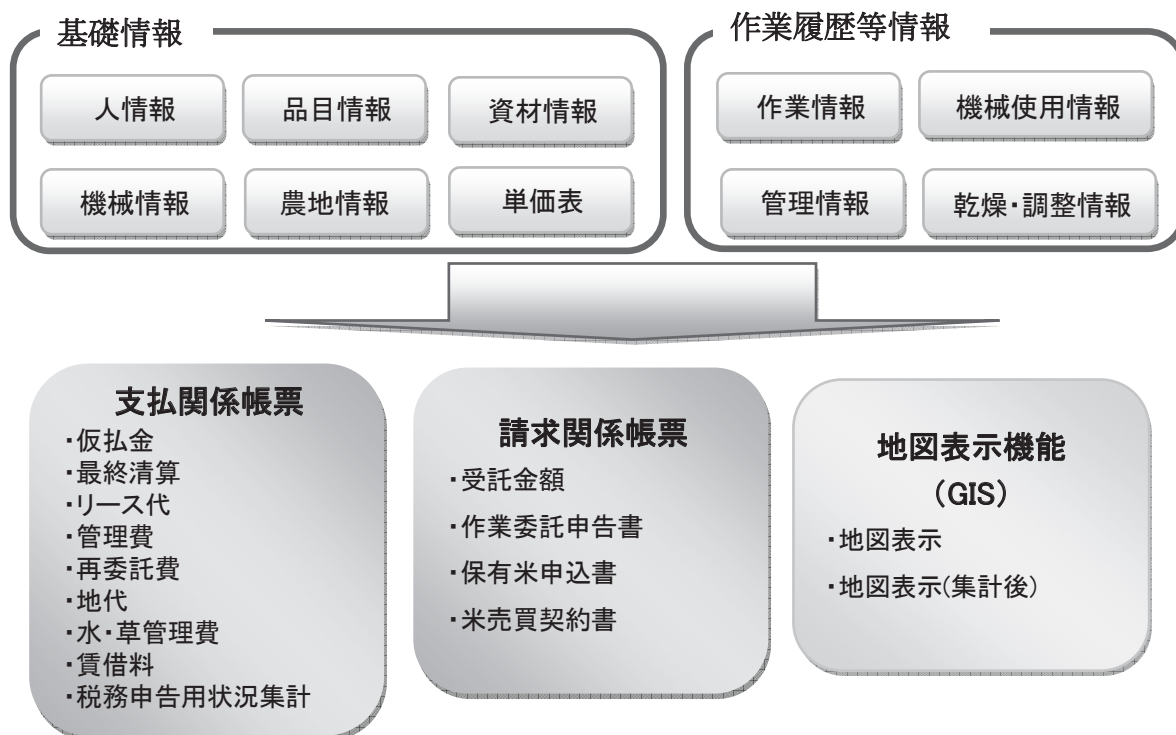 基礎情報
人情報
品目情報
資材情報
機械情報
農地情報
単価表
作業履歴等情報
作業情報
機械使用情報
管理情報
乾燥・調整情報
支払関係帳票
・仮払金
・最終清算
・リース代
・管理費
・再委託費
・地代
・水・草管理費
・賃借料
・税務申告用状況集計
請求関係帳票
・受託金額
・作業委託申告書
・保有米申込書
・米売買契約書
地図表示機能
（GIS）
・地図表示
・地図表示(集計後)